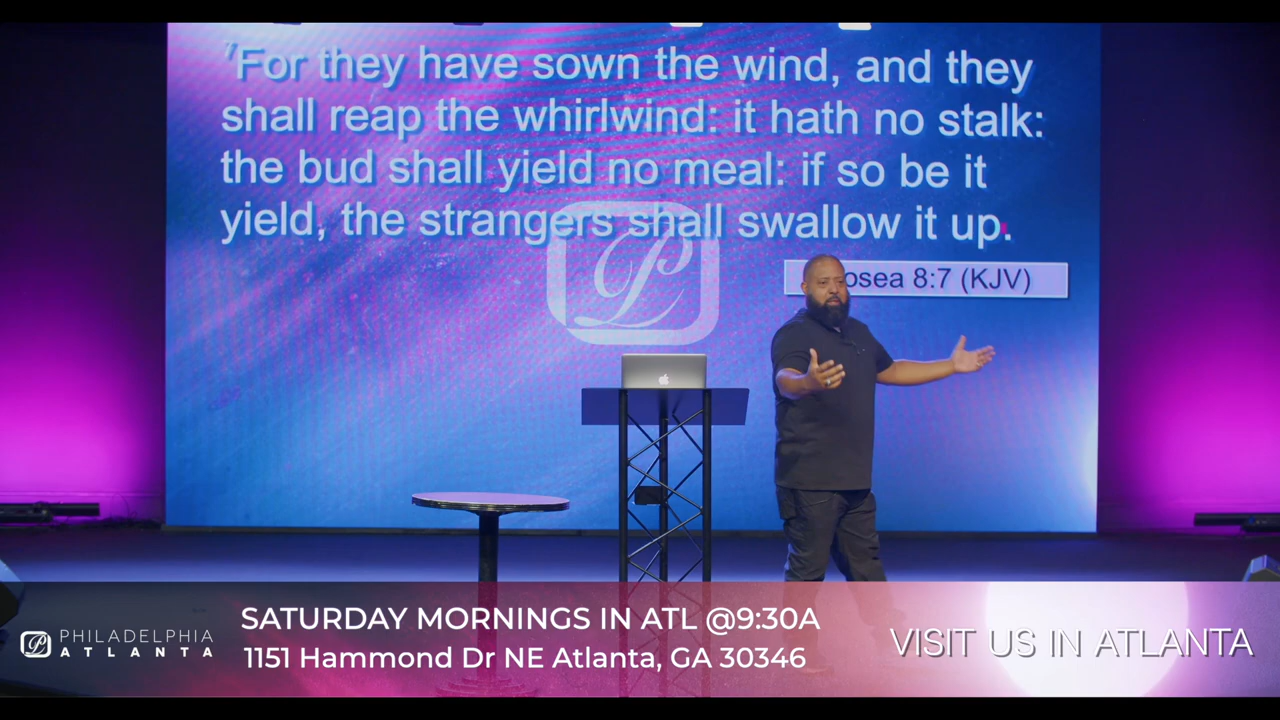 "For they have sown the wind, and they
shall reap the whirlwind: it hath no stalk:
the bud shall yield no meal: if so be it
yield, the strangers shall swallow it up.
osea 8:7 (KJV)
PHILADELPHIA
ATLANTA
SATURDAY MORNINGS IN ATL @9:30A
1151 Hammond Dr NE Atlanta, GA 30346
VISIT US IN ATLANTA